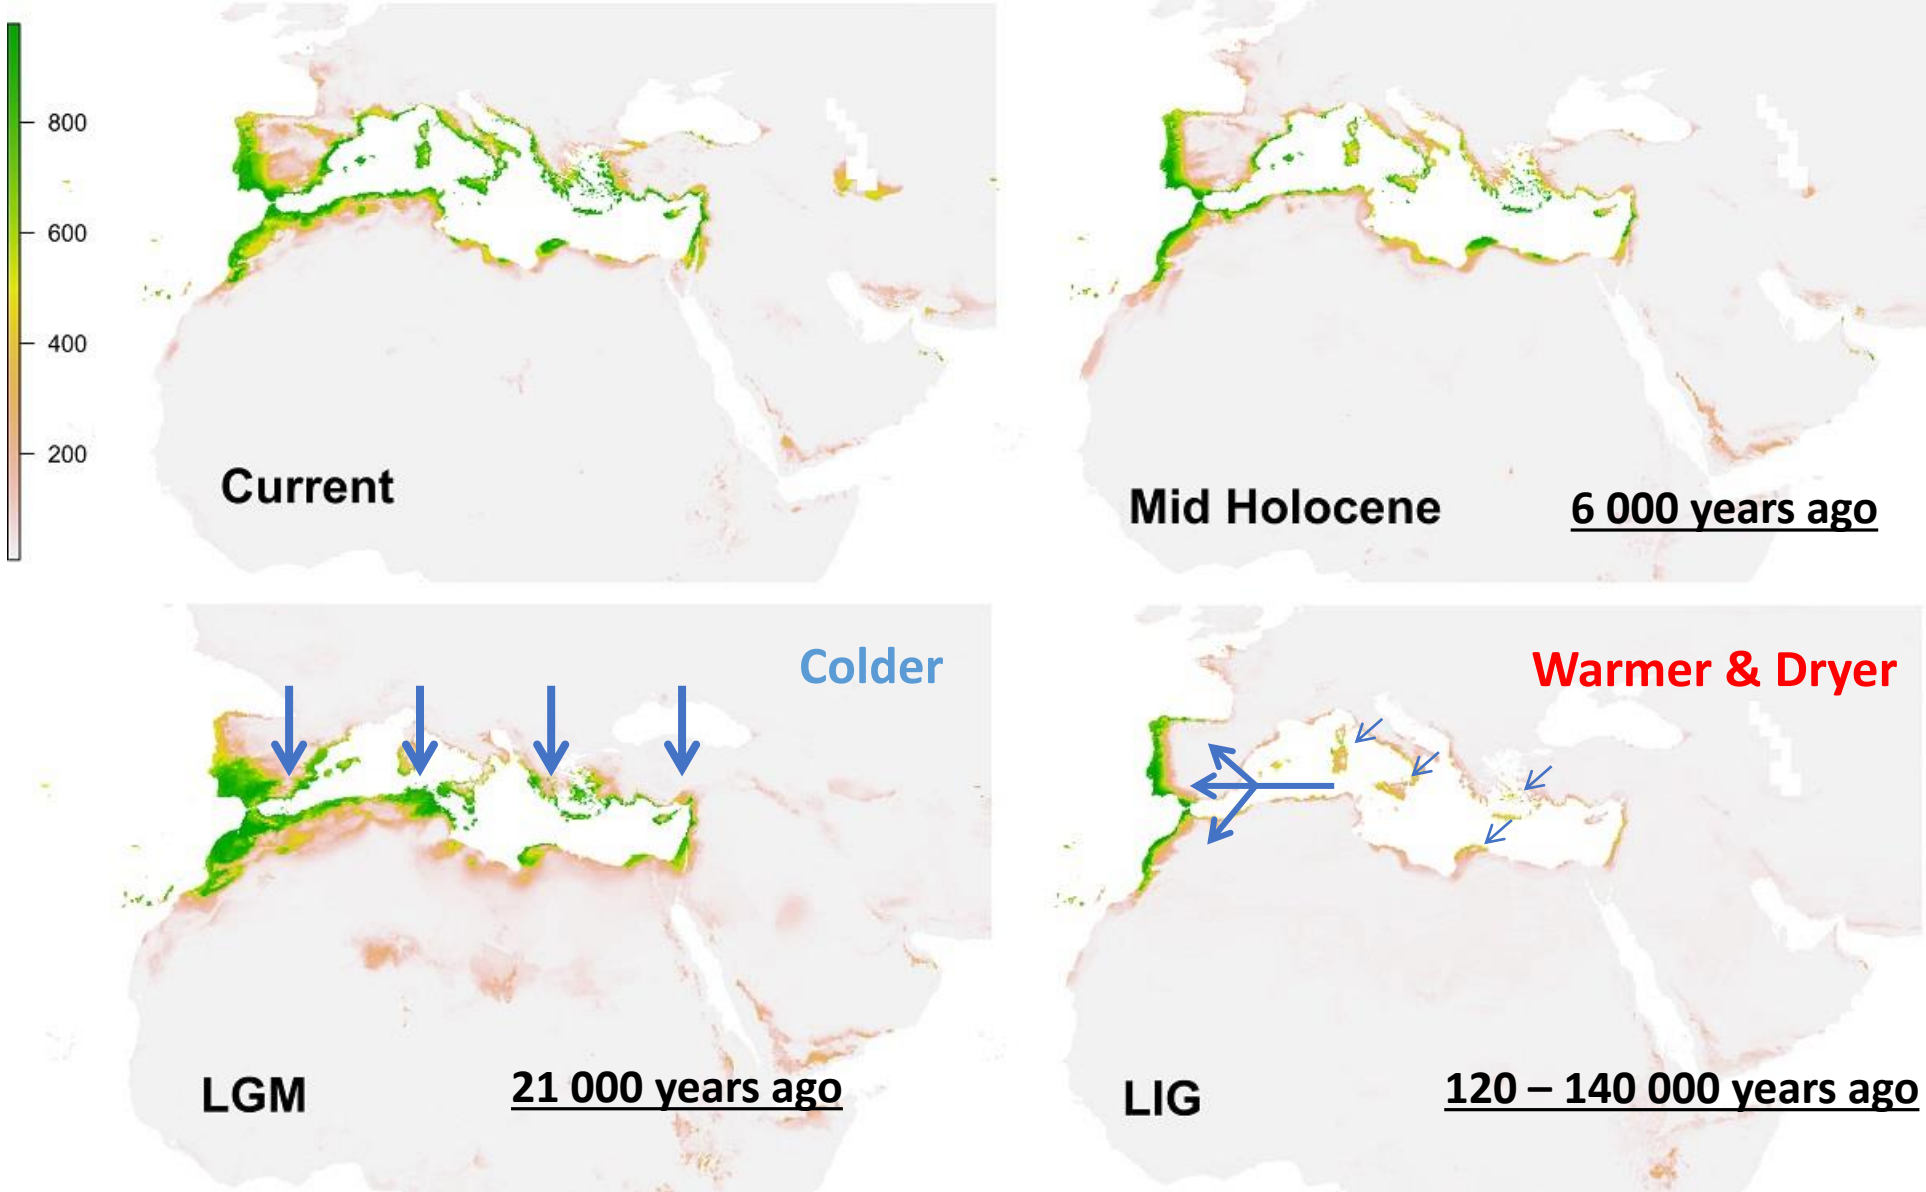 800
600
400
200
Current
Mid Holocene
6 000 years ago
Colder
LGM
21 000 years ago
Warmer & Dryer
LIG
120 – 140 000 years ago